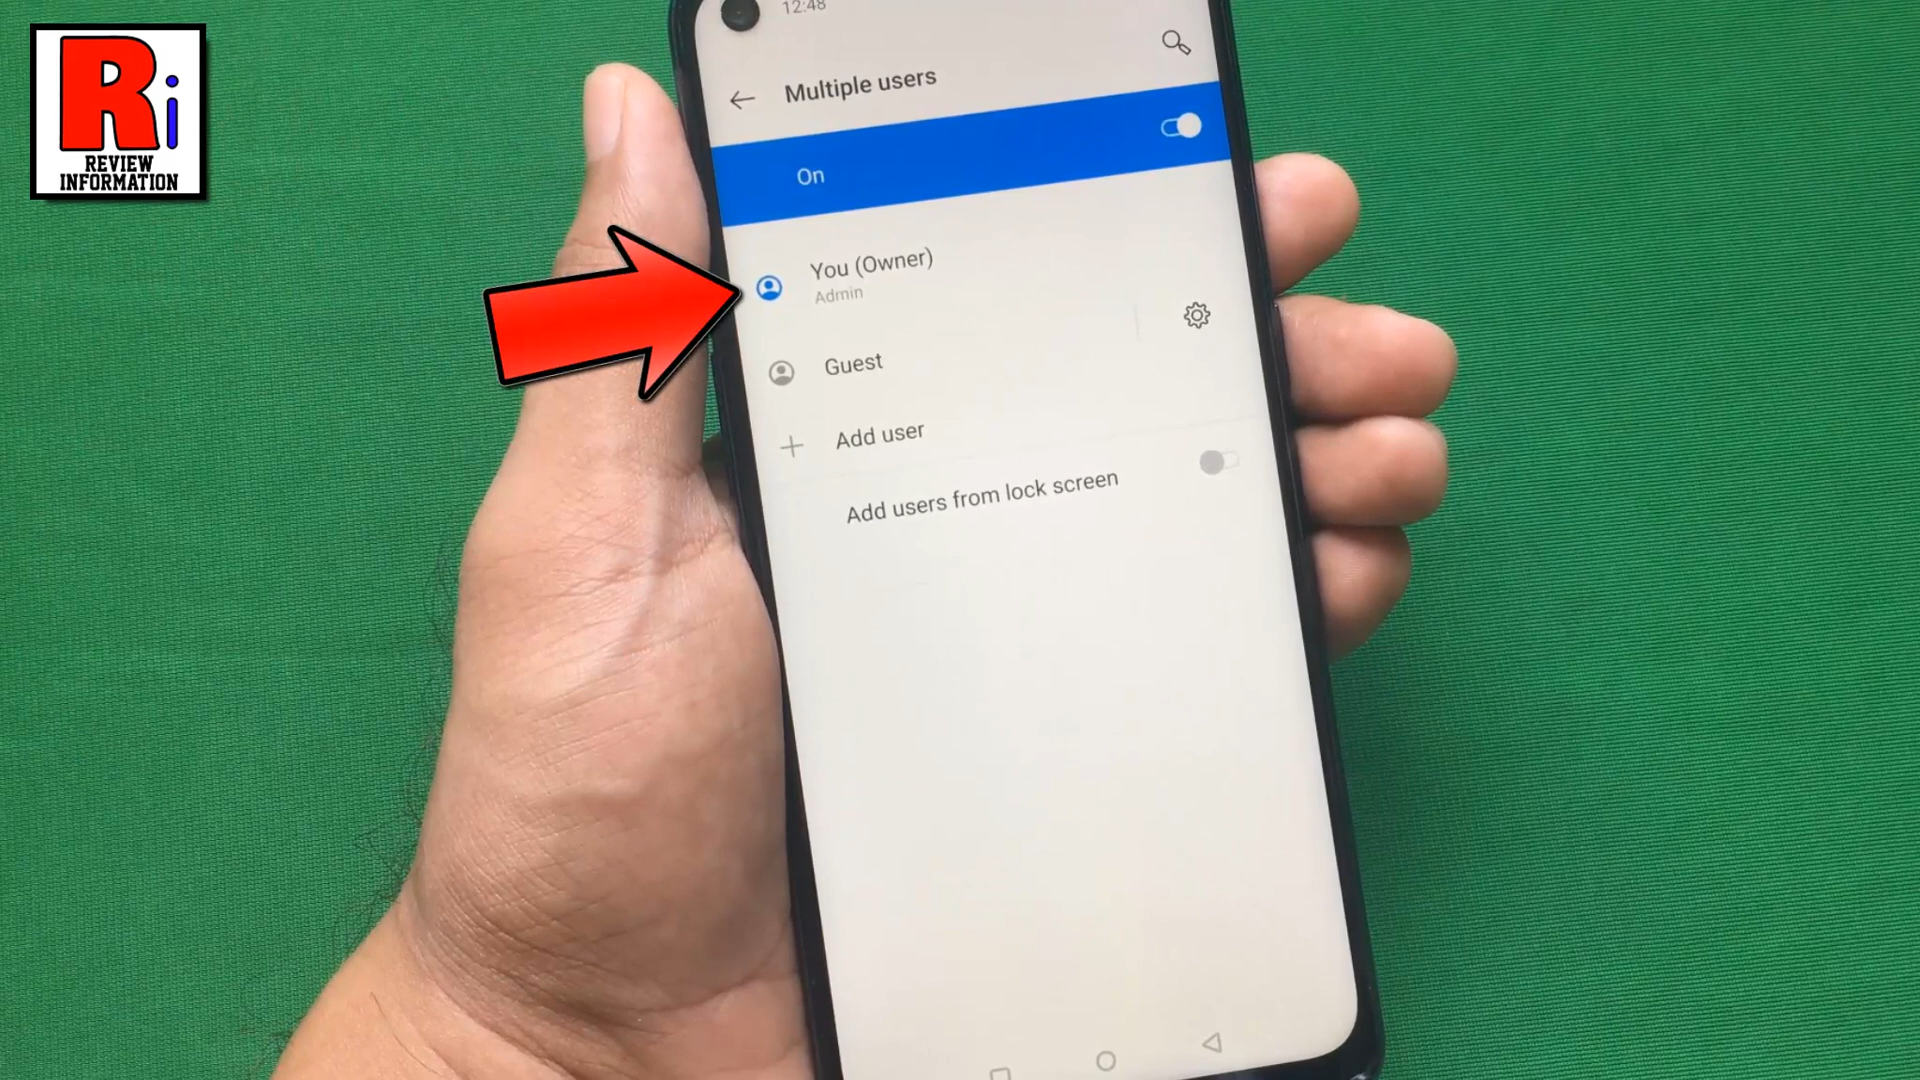 Ri
REVIEW
INFORMATION
12:48
Multiple users
On
You (Owner)
Admin
Guest
Add user
Add users from lock screen